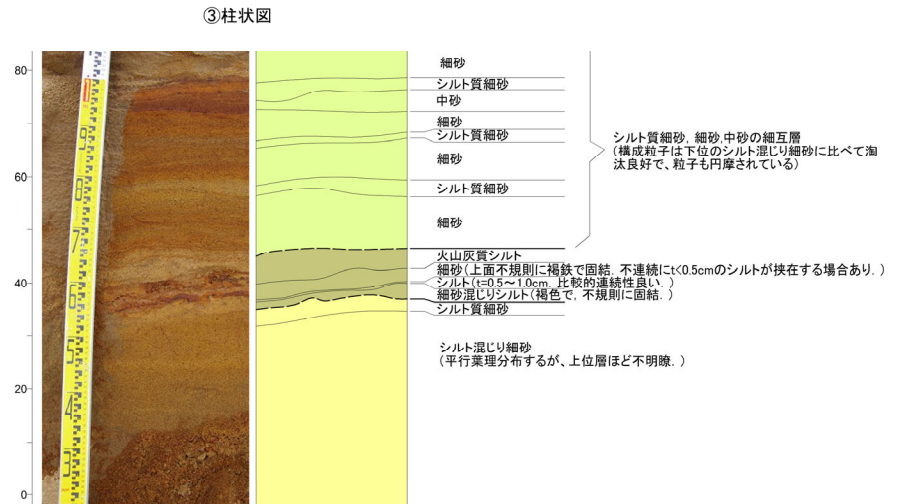 ③柱状図
80
60
40
20
0
1
9
8
7
6
5
4
3
細砂
シルト質細砂
中砂
細砂
シルト質細砂
細砂
シルト質細砂
細砂
シルト質細砂, 細砂,中砂の細互層
(構成粒子は下位のシルト混じり細砂に比べて淘
汰良好で、粒子も円摩されている)
火山灰質シルト
細砂(上面不規則に褐鉄で固結. 不連続にt<0.5cmのシルトが挟在する場合あり. )
シルト(t=0.5~1.0cm. 比較的連続性良い. )
細砂混じりシルト(褐色で, 不規則に固結. )
シルト質細砂
シルト混じり細砂
(平行葉理分布するが、上位層ほど不明瞭. )